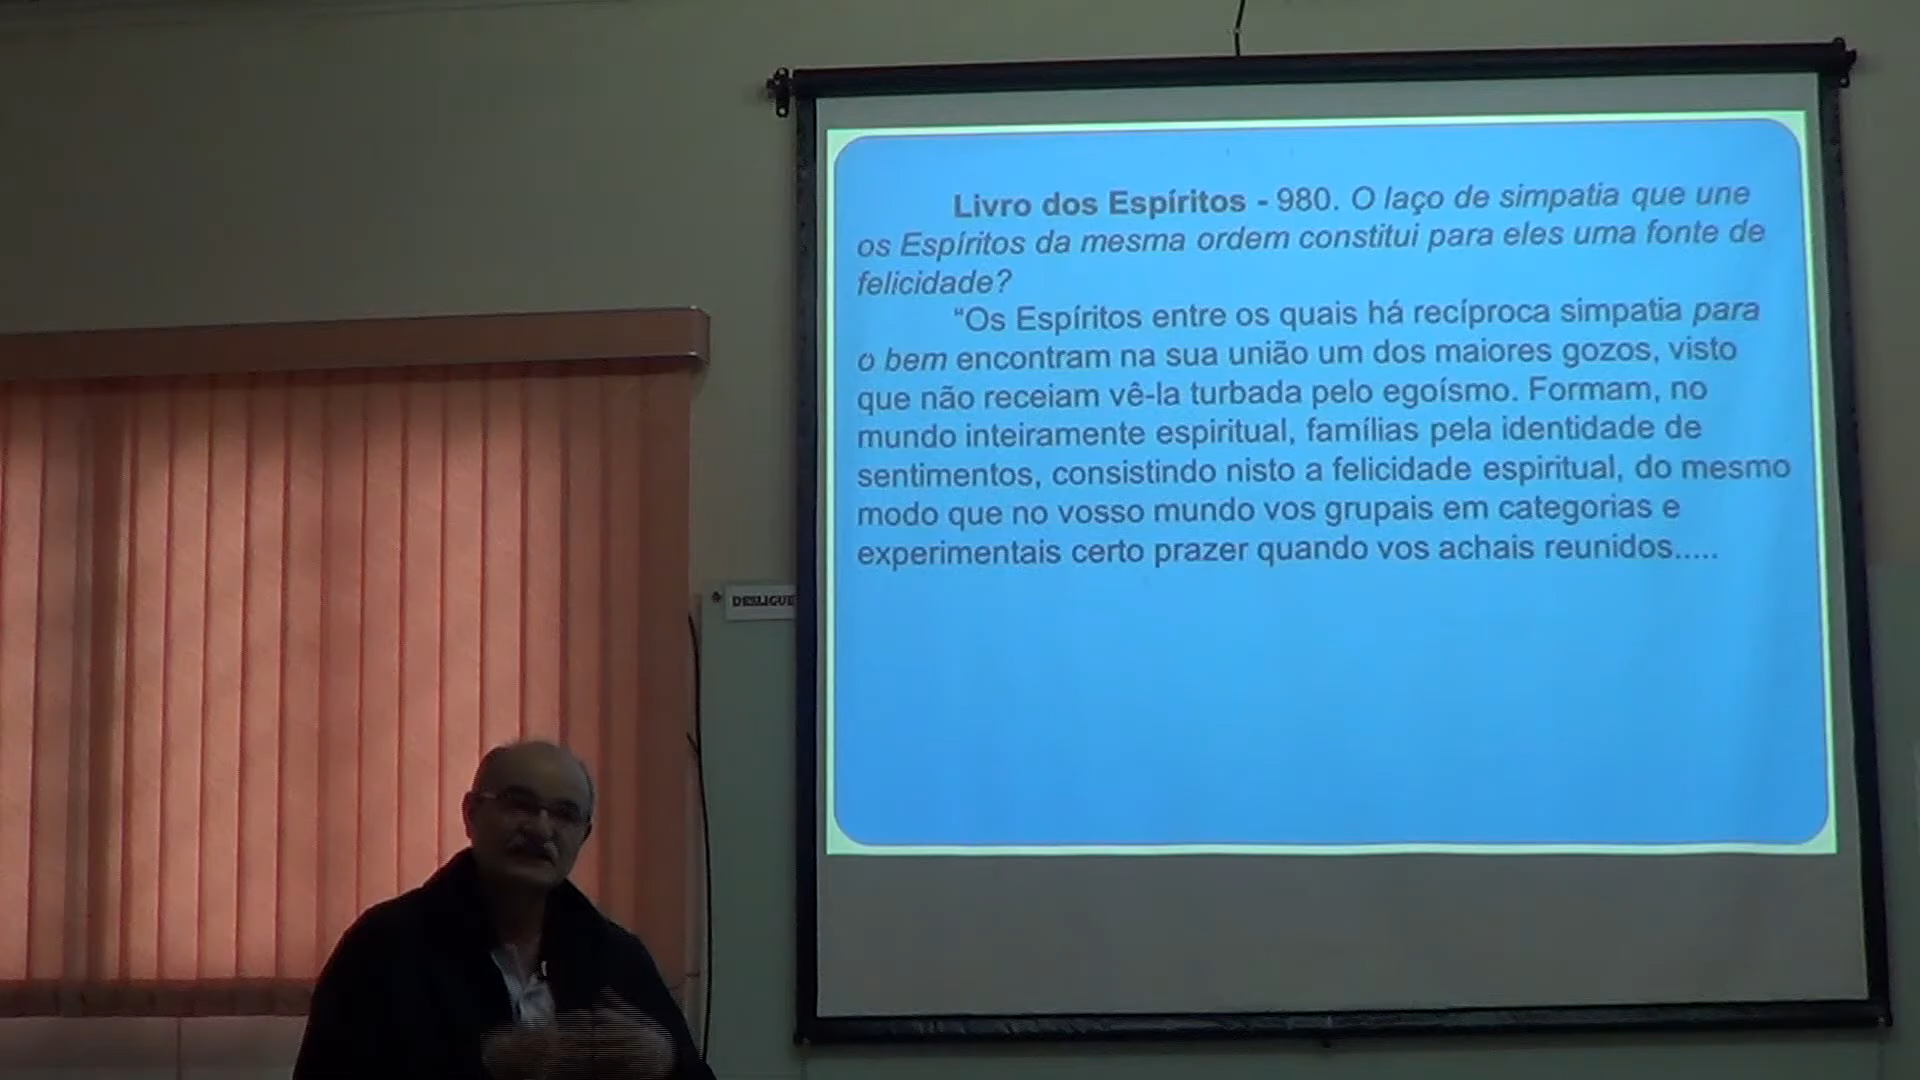 Livro dos Espíritos - 980. O laço de simpatia que une
os Espíritos da mesma ordem constitui para eles uma fonte de
felicidade?
“Os Espíritos entre os quais há recíproca simpatia para
o bem encontram na sua união um dos maiores gozos, visto
que não receiam vê-la turbada pelo egoísmo. Formam, no
mundo inteiramente espiritual, famílias pela identidade de
sentimentos, consistindo nisto a felicidade espiritual, do mesmo
modo que no vosso mundo vos grupais em categorias e
experimentais certo prazer quando vos achais reunidos.....
DESLIGUE